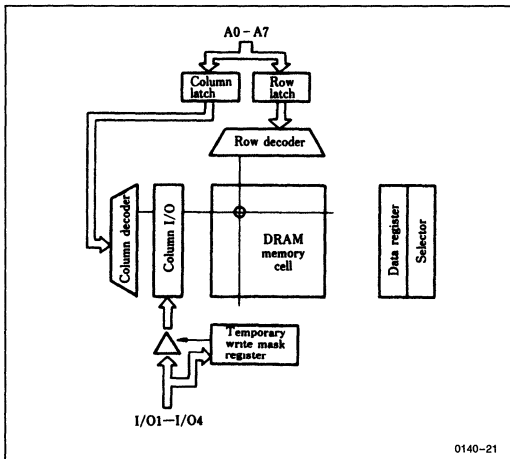 A0–A7
Column
latch
Row
latch
Row decoder
Column decoder
Column I/O
DRAM
memory
cell
Data register
Selector
Temporary
write mask
register
I/O1—I/O4
0140-21